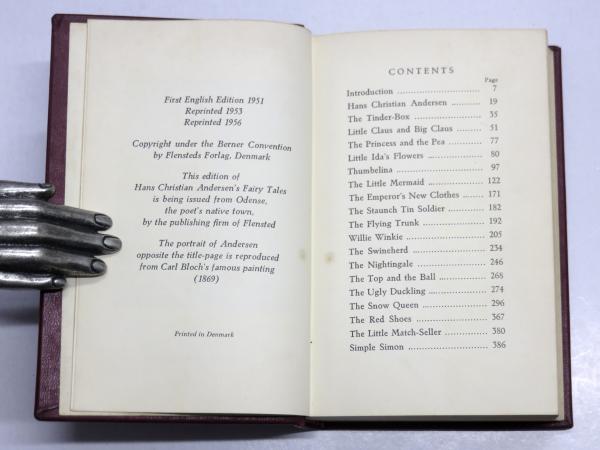 First English Edition 1951
Reprinted 1953
Reprinted 1956
Copyright under the Berner Convention
by Flensteds Forlag, Denmark
This edition of
Hans Christian Andersen's Fairy Tales
is being issued from Odense,
the poet's native town,
by the publishing firm of Flensted
The portrait of Andersen
opposite the title-page is reproduced
from Carl Bloch's famous painting
(1869)
Printed in Denmark
CONTENTS
Page
Introduction ........................ 7
Hans Christian Andersen ......... 19
The Tinder-Box ..................... 35
Little Claus and Big Claus ........ 51
The Princess and the Pea ......... 77
Little Ida's Flowers ................ 80
Thumbelina .......................... 97
The Little Mermaid ................ 122
The Emperor's New Clothes ..... 171
The Staunch Tin Soldier .......... 182
The Flying Trunk ................... 192
Willie Winkie ........................ 205
The Swineherd ...................... 234
The Nightingale ..................... 246
The Top and the Ball .............. 268
The Ugly Duckling ................. 274
The Snow Queen ................... 296
The Red Shoes ...................... 367
The Little Match-Seller ........... 380
Simple Simon ........................ 386